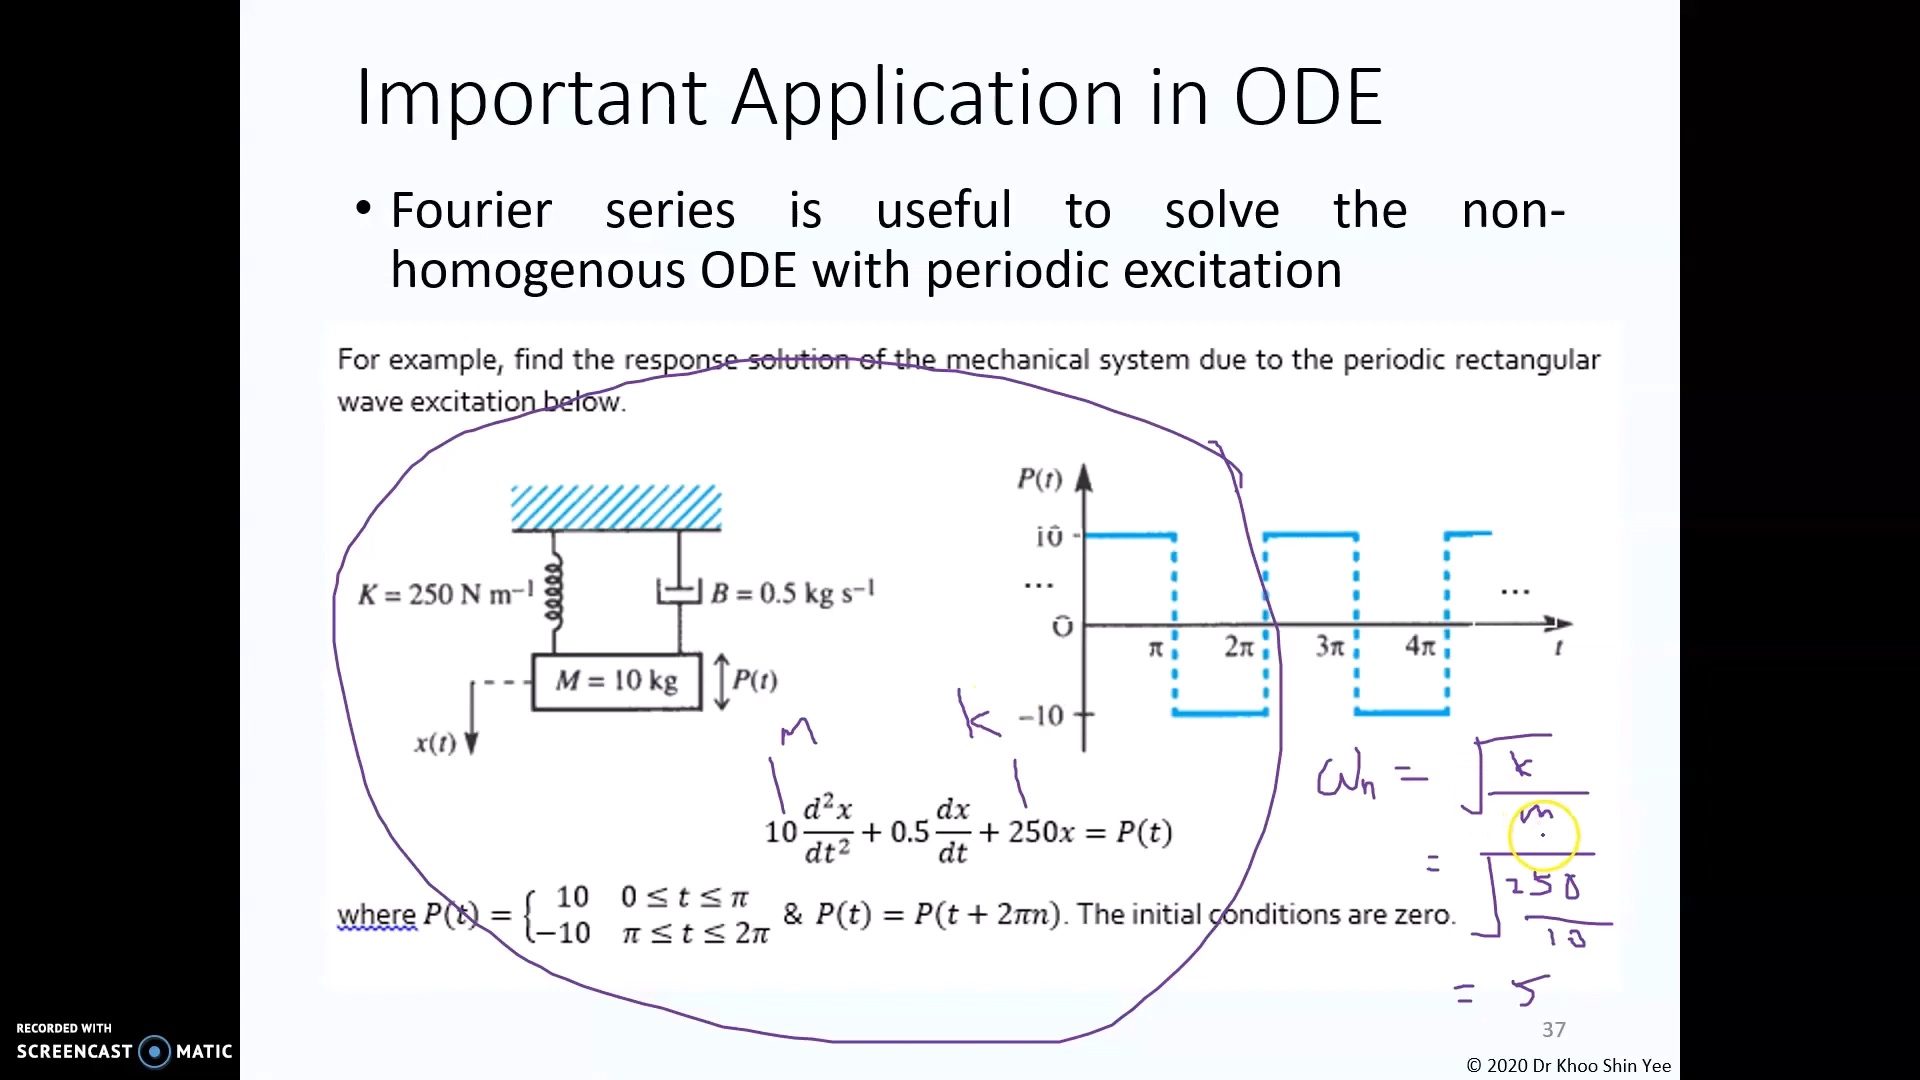 Important Application in ODE
• Fourier series is useful to solve the non-
homogenous ODE with periodic excitation
For example, find the response solution of the mechanical system due to the periodic rectangular
wave excitation below.
P(t)
10
K = 250 N m⁻¹
B = 0.5 kg s⁻¹
...
...
0
π 2π 3π 4π t
M = 10 kg
P(t)
-10
x(t)
M
k
ωn = √k/m
10 d²x/dt² + 0.5 dx/dt + 250x = P(t)
= √250/10
where P(t) = { 10 0 ≤ t ≤ π
−10 π ≤ t ≤ 2π
& P(t) = P(t + 2πn). The initial conditions are zero.
= 5
37
RECORDED WITH
SCREENCAST MATIC
© 2020 Dr Khoo Shin Yee